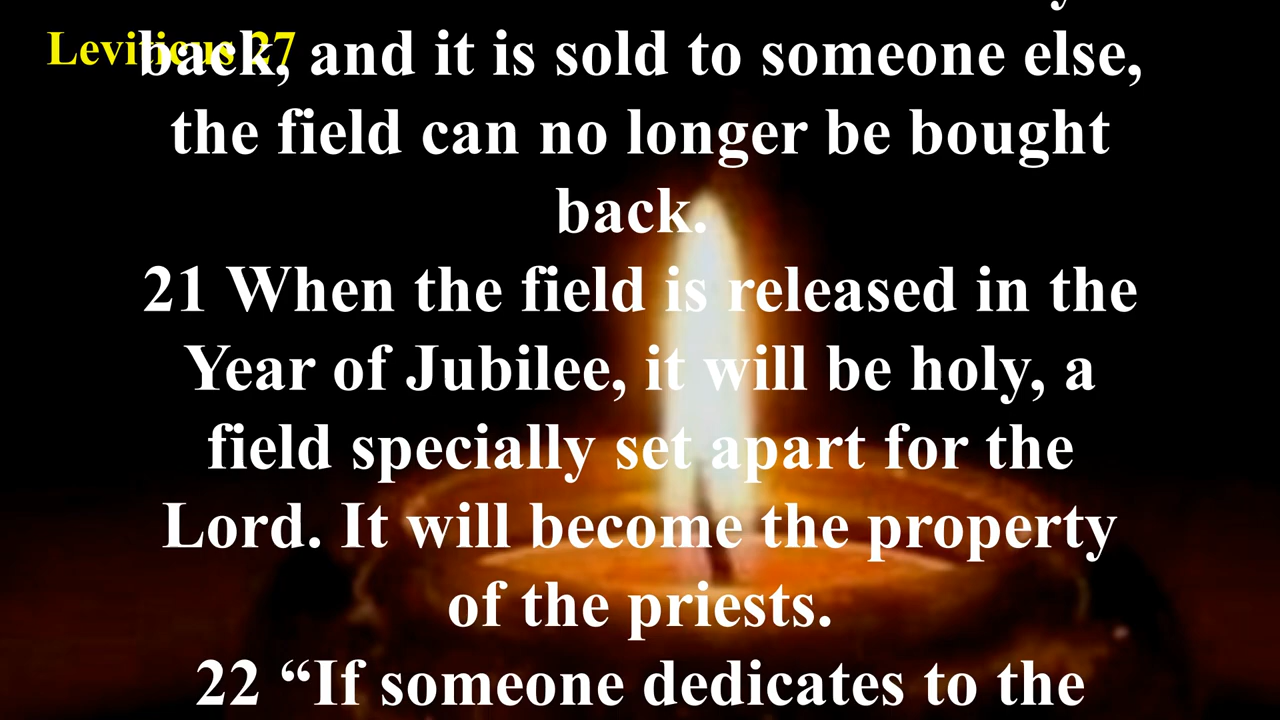 Leviticus 27
back, and it is sold to someone else,
the field can no longer be bought
back.
21 When the field is released in the
Year of Jubilee, it will be holy, a
field specially set apart for the
Lord. It will become the property
of the priests.
22 “If someone dedicates to the